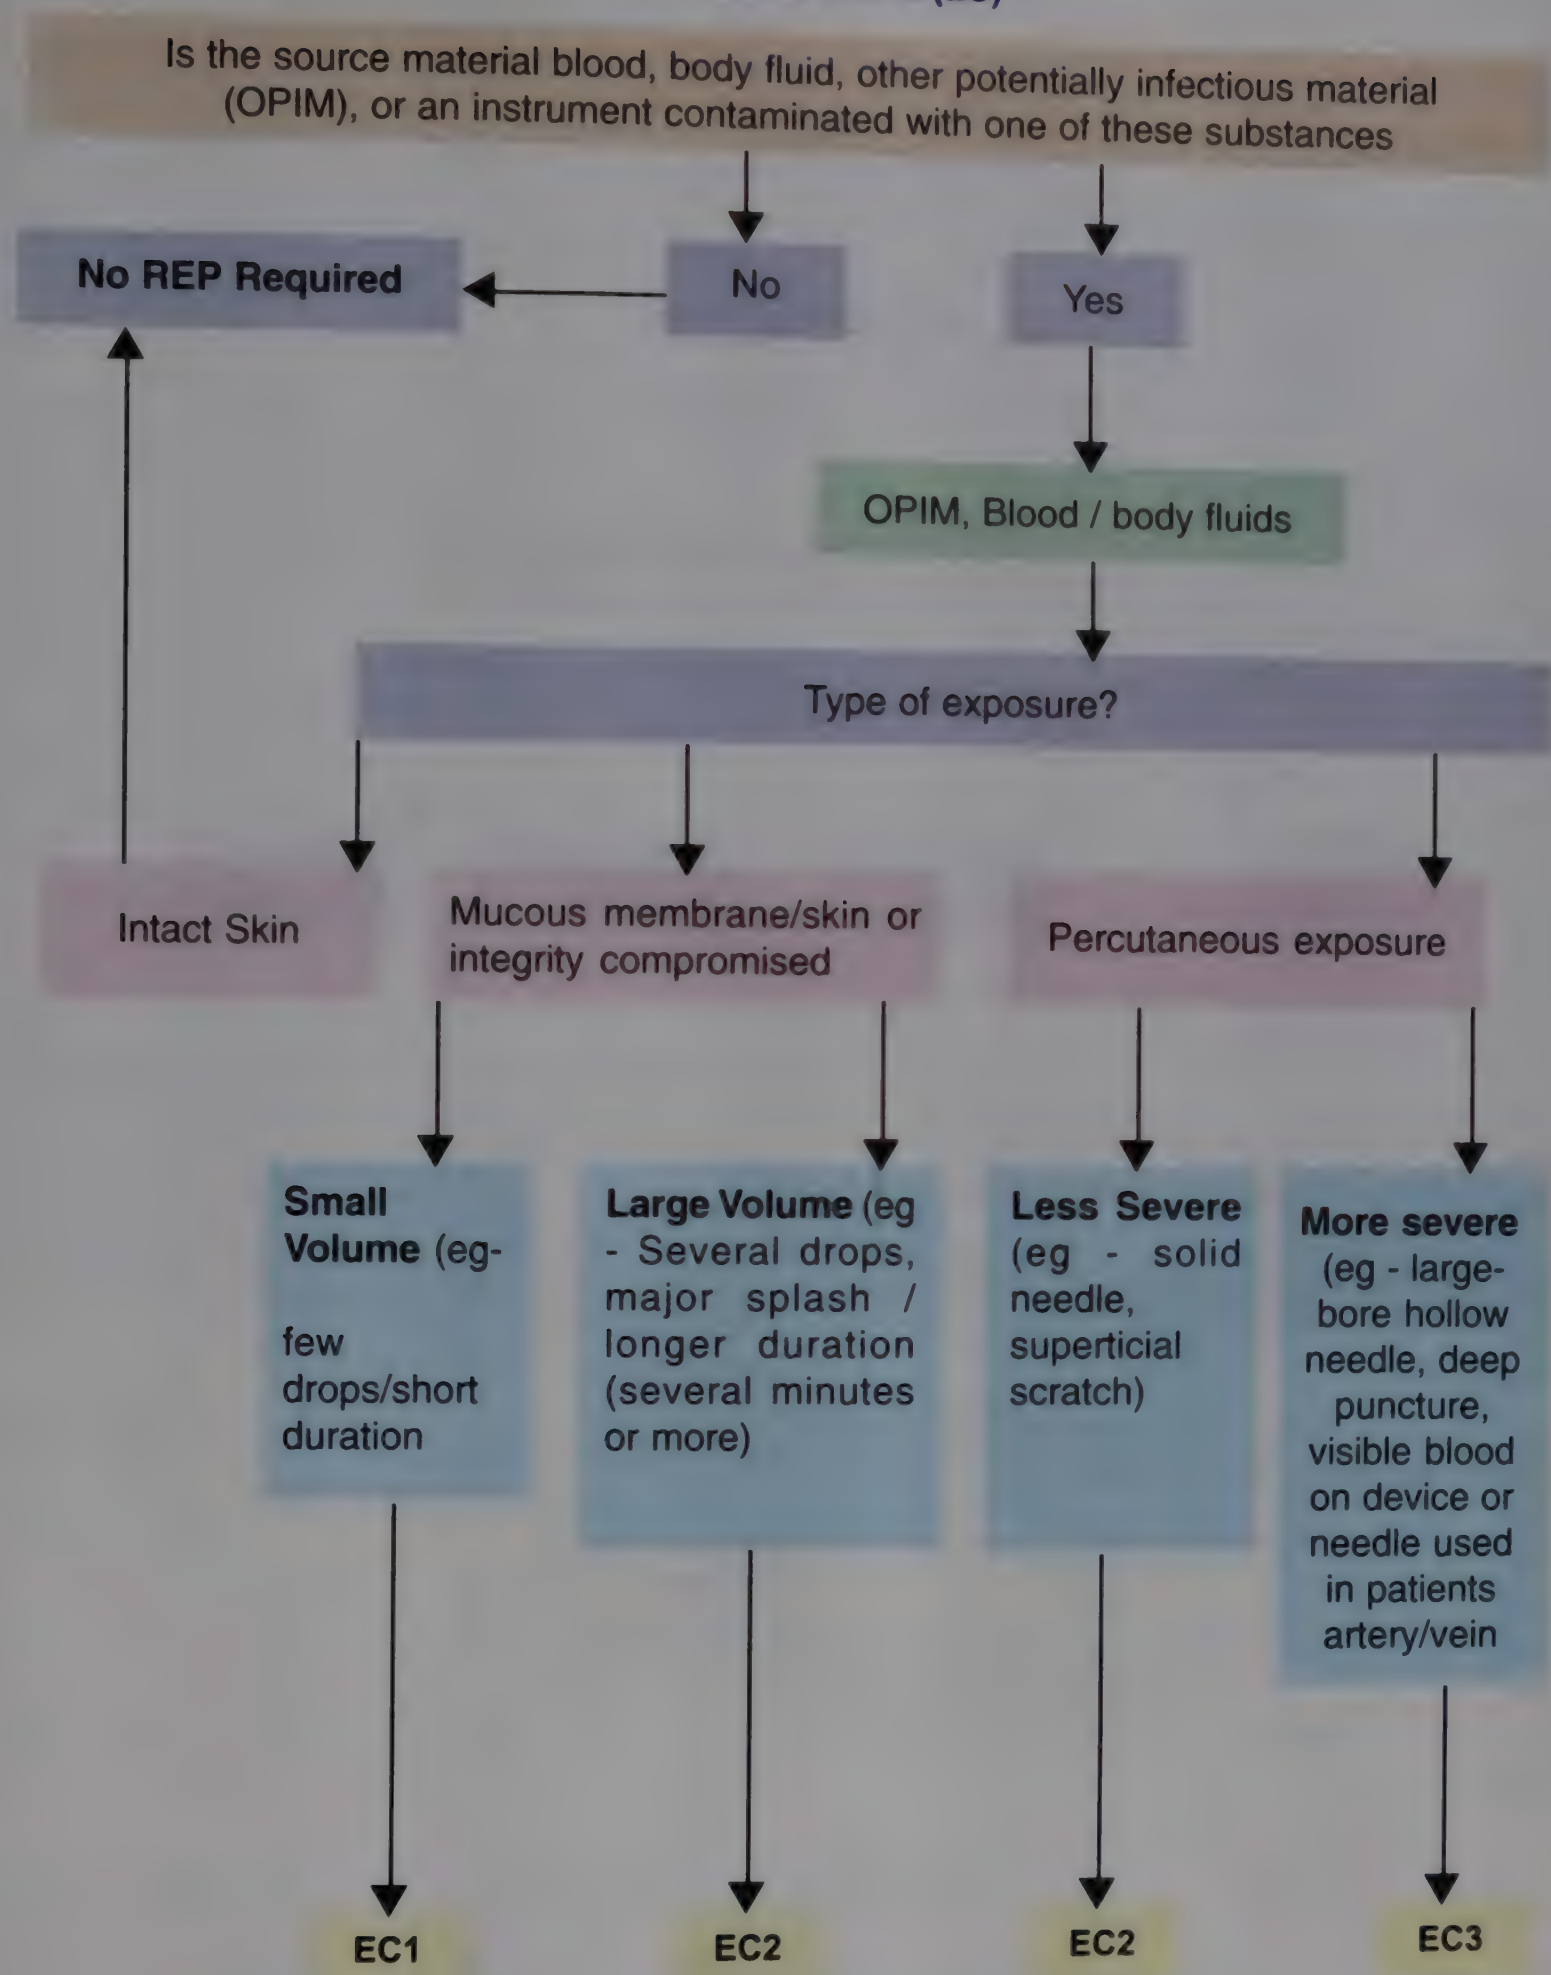 Is the source material blood, body fluid, other potentially infectious material
(OPIM), or an instrument contaminated with one of these substances
No REP Required
No
Yes
OPIM, Blood / body fluids
Type of exposure?
Intact Skin
Mucous membrane/skin or
integrity compromised
Percutaneous exposure
Small
Volume (eg-
few
drops/short
duration
Large Volume (eg
- Several drops,
major splash /
longer duration
(several minutes
or more)
Less Severe
(eg - solid
needle,
superticial
scratch)
More severe
(eg - large-
bore hollow
needle, deep
puncture,
visible blood
on device or
needle used
in patients
artery/vein
EC1
EC2
EC2
EC3